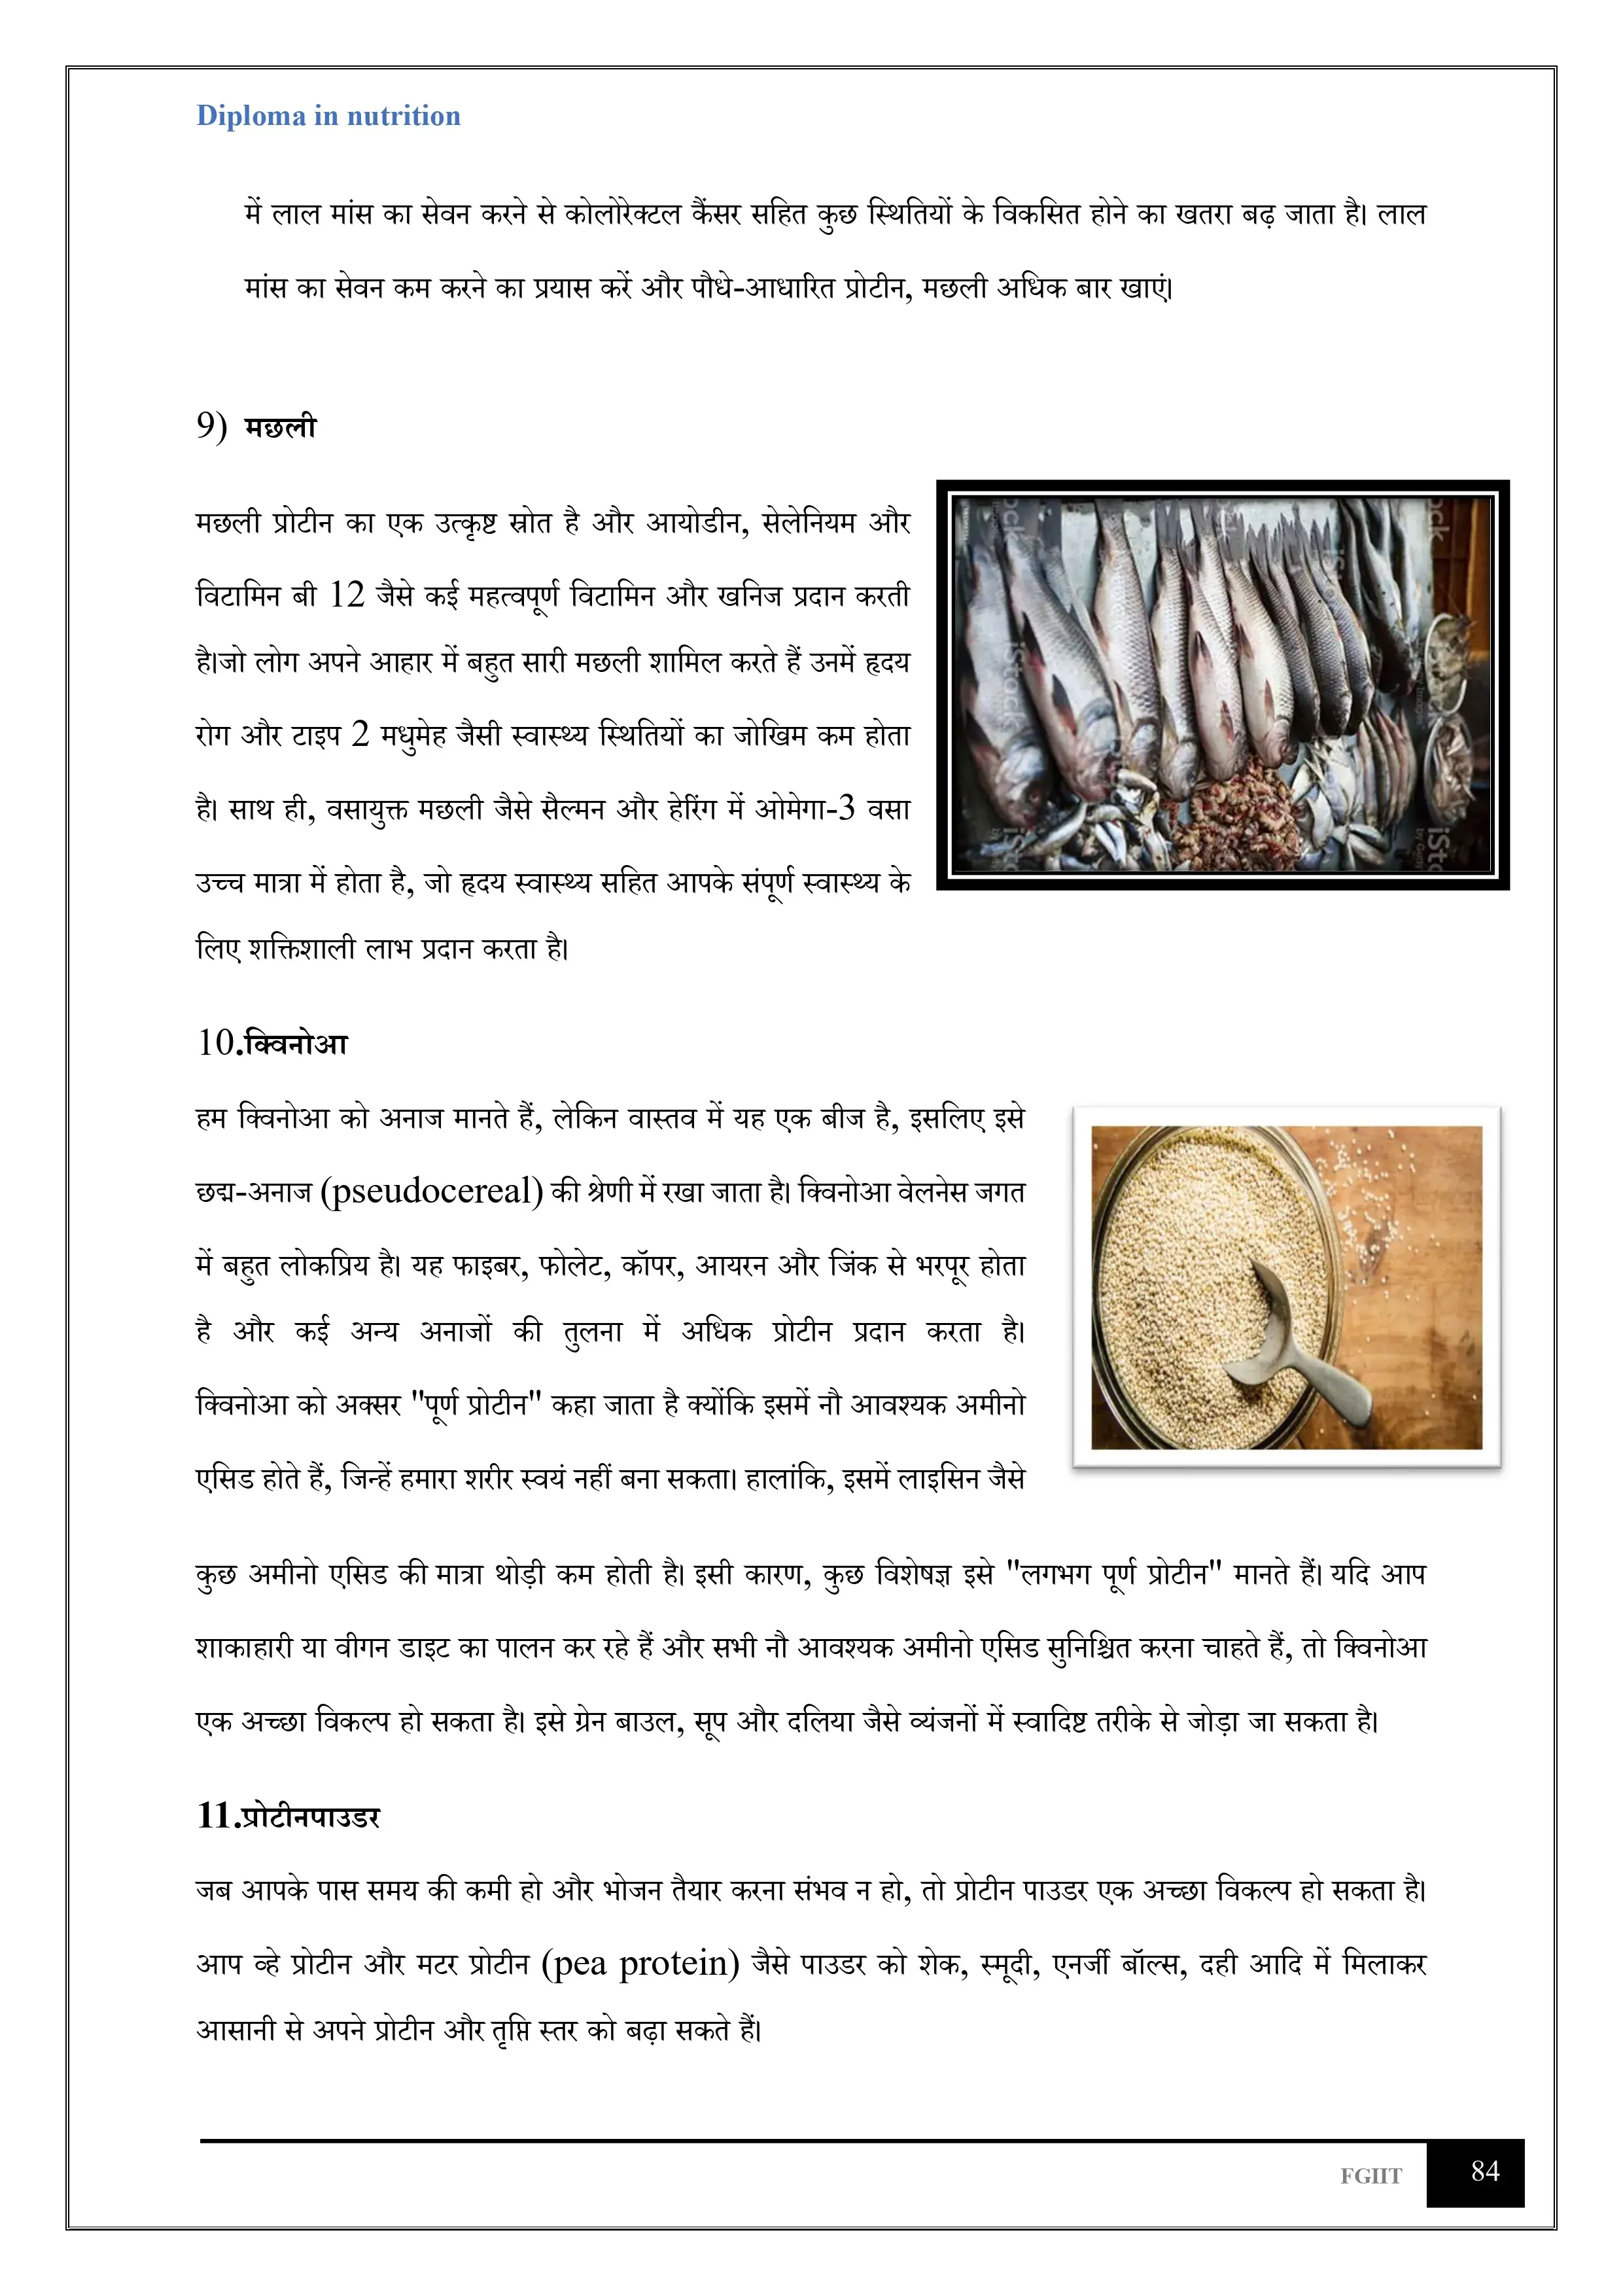 Diploma in nutrition
में लाल मांस का सेवन करने से कोलोरेक्टल कैंसर सहित कुछ स्थितियों के विकसित होने का खतरा बढ़ जाता है। लाल
मांस का सेवन कम करने का प्रयास करें और पौधे-आधारित प्रोटीन, मछली अधिक बार खाएं।
9) मछली
मछली प्रोटीन का एक उत्कृष्ट स्रोत है और आयोडीन, सेलेनियम और
विटामिन बी 12 जैसे कई महत्वपूर्ण विटामिन और खनिज प्रदान करती
है।जो लोग अपने आहार में बहुत सारी मछली शामिल करते हैं उनमें हृदय
रोग और टाइप 2 मधुमेह जैसी स्वास्थ्य स्थितियों का जोखिम कम होता
है। साथ ही, वसायुक्त मछली जैसे सैल्मन और हेरिंग में ओमेगा-3 वसा
उच्च मात्रा में होता है, जो हृदय स्वास्थ्य सहित आपके संपूर्ण स्वास्थ्य के
लिए शक्तिशाली लाभ प्रदान करता है।
iStock
iStock
10.क्विनोआ
हम क्विनोआ को अनाज मानते हैं, लेकिन वास्तव में यह एक बीज है, इसलिए इसे
छद्म-अनाज (pseudocereal) की श्रेणी में रखा जाता है। क्विनोआ वेलनेस जगत
में बहुत लोकप्रिय है। यह फाइबर, फोलेट, कॉपर, आयरन और जिंक से भरपूर होता
है और कई अन्य अनाजों की तुलना में अधिक प्रोटीन प्रदान करता है।
क्विनोआ को अक्सर "पूर्ण प्रोटीन" कहा जाता है क्योंकि इसमें नौ आवश्यक अमीनो
एसिड होते हैं, जिन्हें हमारा शरीर स्वयं नहीं बना सकता। हालांकि, इसमें लाइसिन जैसे
कुछ अमीनो एसिड की मात्रा थोड़ी कम होती है। इसी कारण, कुछ विशेषज्ञ इसे "लगभग पूर्ण प्रोटीन" मानते हैं। यदि आप
शाकाहारी या वीगन डाइट का पालन कर रहे हैं और सभी नौ आवश्यक अमीनो एसिड सुनिश्चित करना चाहते हैं, तो क्विनोआ
एक अच्छा विकल्प हो सकता है। इसे ग्रेन बाउल, सूप और दलिया जैसे व्यंजनों में स्वादिष्ट तरीके से जोड़ा जा सकता है।
11.प्रोटीनपाउडर
जब आपके पास समय की कमी हो और भोजन तैयार करना संभव न हो, तो प्रोटीन पाउडर एक अच्छा विकल्प हो सकता है।
आप व्हे प्रोटीन और मटर प्रोटीन (pea protein) जैसे पाउडर को शेक, स्मूदी, एनर्जी बॉल्स, दही आदि में मिलाकर
आसानी से अपने प्रोटीन और तृप्ति स्तर को बढ़ा सकते हैं।
FGIIT 84